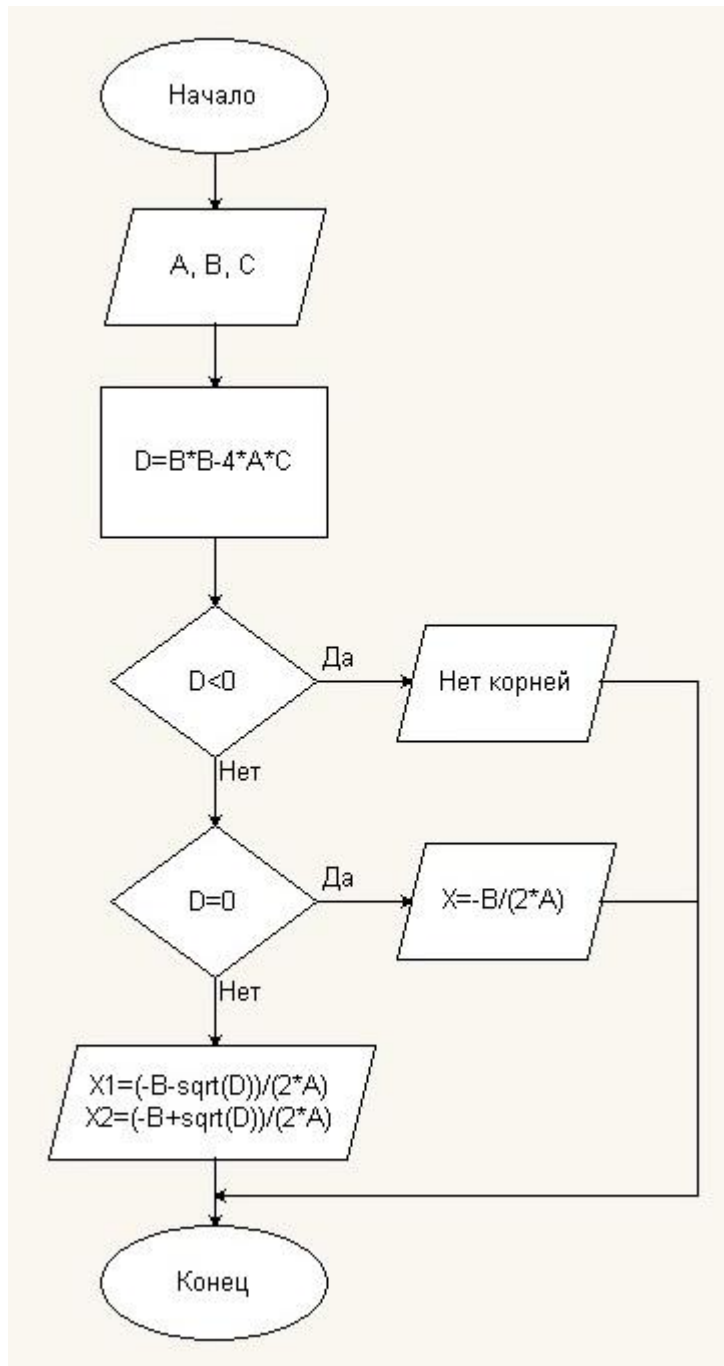 Начало
A, B, C
D=B*B-4*A*C
D<0
Да
Нет корней
Нет
D=0
Да
X=-B/(2*A)
Нет
X1=(-B-sqrt(D))/(2*A)
X2=(-B+sqrt(D))/(2*A)
Конец